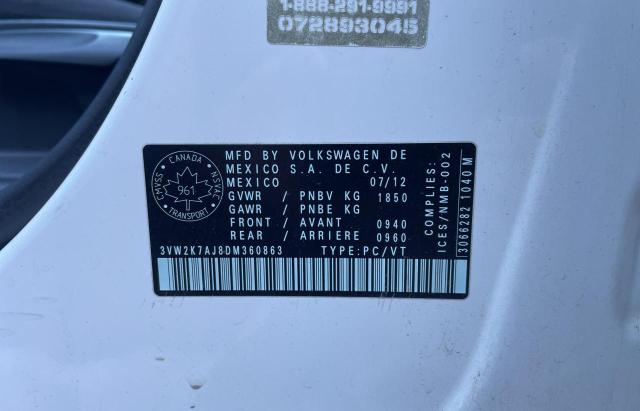 1-888-291-9991
072893045
CANADA
CMVSS
NSVAC
961
TRANSPORT
MFD BY VOLKSWAGEN DE
MEXICO S.A. DE C.V.
MEXICO 07/12
GVWR / PNBV KG 1850
GAWR / PNBE KG
FRONT / AVANT 0940
REAR / ARRIERE 0960
3VW2K7AJ8DM360863 TYPE:PC/VT
COMPLIES:
ICES/NMB-002
3066282 1040 M